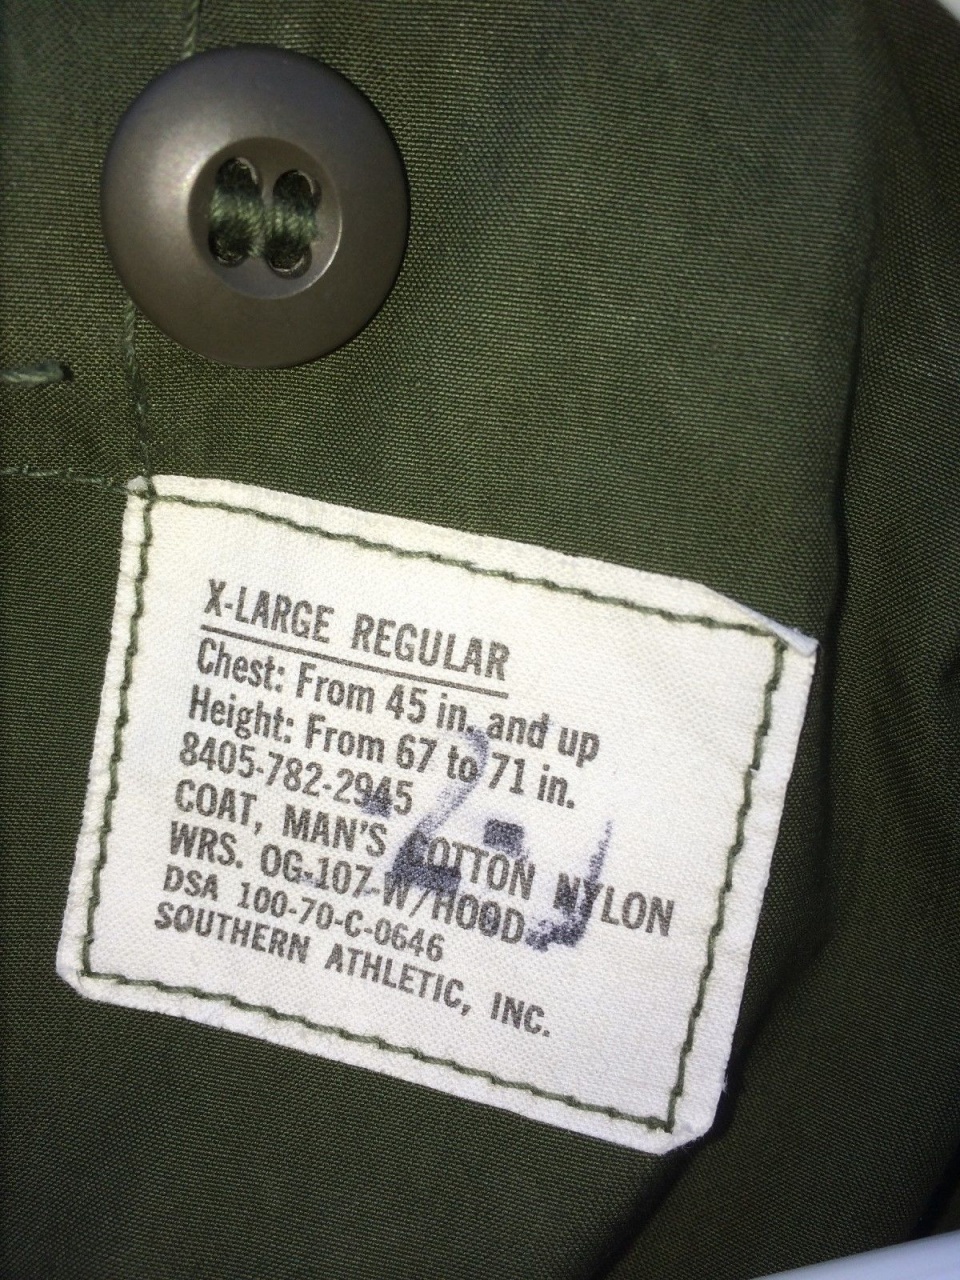 X-LARGE REGULAR
Chest: From 45 in. and up
Height: From 67 to 71 in.
8405-782-2945
COAT, MAN'S COTTON NYLON
WRS. OG-107-W/HOOD.
DSA 100-70-C-0646
SOUTHERN ATHLETIC, INC.